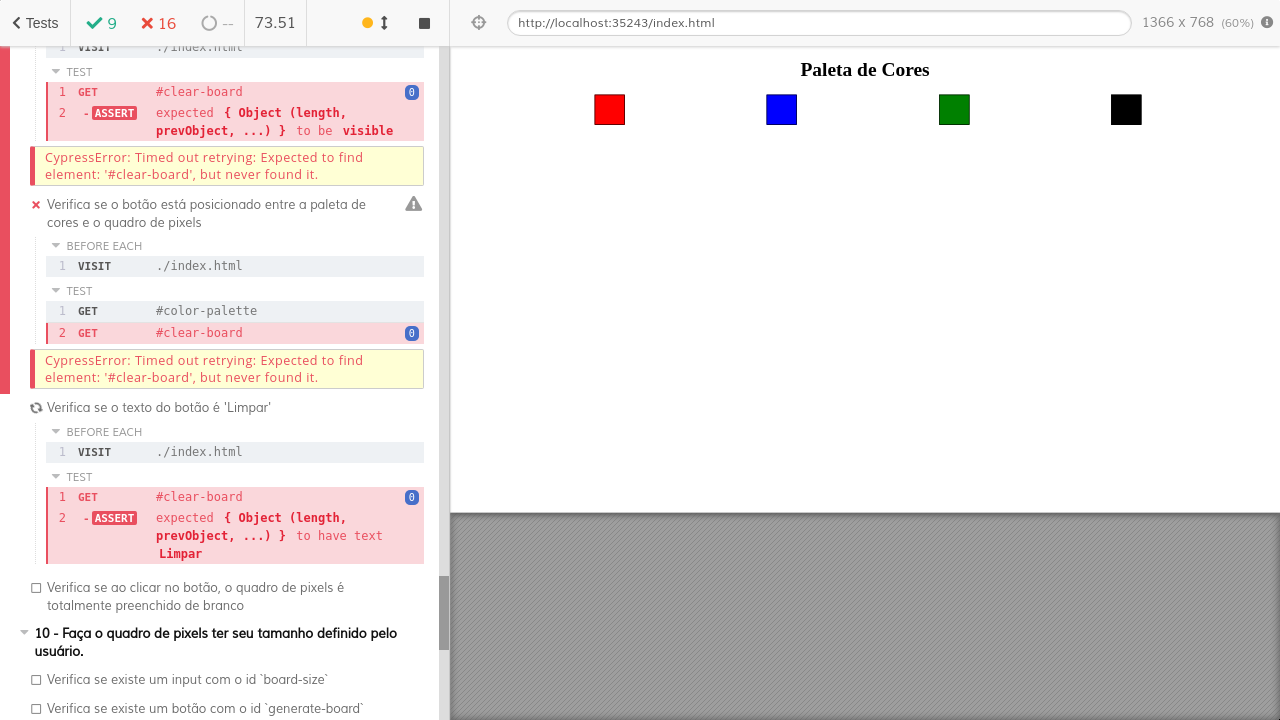 Tests 9 16 -- 73.51 http://localhost:35243/index.html 1366 x 768 (60%)
1 VISIT ./index.html
TEST
1 GET #clear-board 0
2 -ASSERT expected { Object (length,
prevObject, ...) } to be visible
CypressError: Timed out retrying: Expected to find
element: '#clear-board', but never found it.
Verifica se o botão está posicionado entre a paleta de
cores e o quadro de pixels
BEFORE EACH
1 VISIT ./index.html
TEST
1 GET #color-palette
2 GET #clear-board 0
CypressError: Timed out retrying: Expected to find
element: '#clear-board', but never found it.
Verifica se o texto do botão é 'Limpar'
BEFORE EACH
1 VISIT ./index.html
TEST
1 GET #clear-board 0
2 -ASSERT expected { Object (length,
prevObject, ...) } to have text
Limpar
Verifica se ao clicar no botão, o quadro de pixels é
totalmente preenchido de branco
10 - Faça o quadro de pixels ter seu tamanho definido pelo
usuário.
Verifica se existe um input com o id `board-size`
Verifica se existe um botão com o id `generate-board`
Paleta de Cores